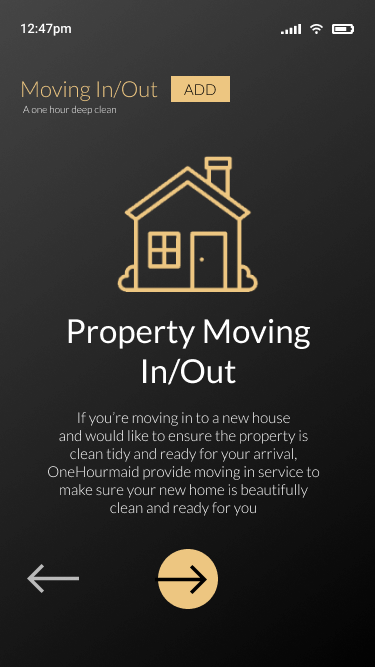 12:47pm
Moving In/Out
ADD
A one hour deep clean
Property Moving
In/Out
If you're moving in to a new house
and would like to ensure the property is
clean tidy and ready for your arrival,
OneHourmaid provide moving in service to
make sure your new home is beautifully
clean and ready for you